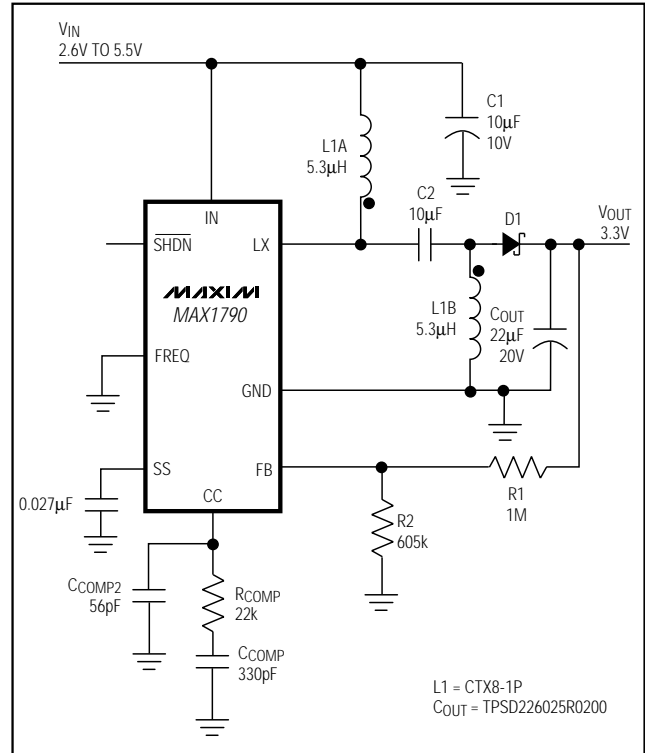 VIN
2.6V TO 5.5V
C1
10μF
10V
L1A
5.3μH
C2
10μF
D1
VOUT
3.3V
IN
SHDN
LX
MAXIM
MAX1790
L1B
5.3μH
COUT
22μF
20V
FREQ
GND
SS
FB
0.027μF
CC
R1
1M
R2
605k
CCOMP2
56pF
RCOMP
22k
CCOMP
330pF
L1 = CTX8-1P
COUT = TPSD226025R0200